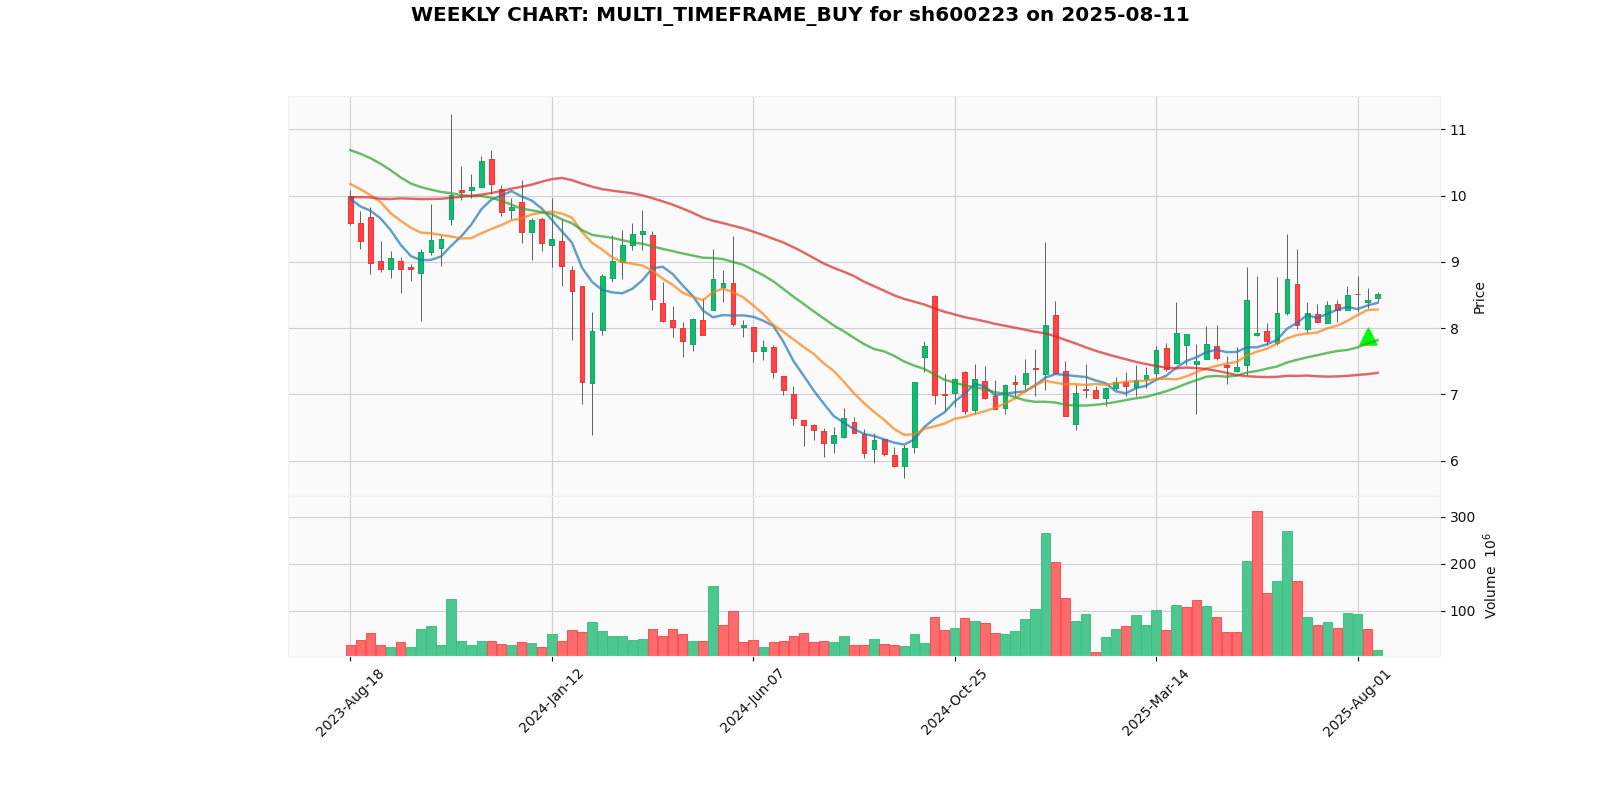 WEEKLY CHART: MULTI_TIMEFRAME_BUY for sh600223 on 2025-08-11
11
10
9
8
7
6
Price
300
200
100
Volume 10^6
2023-Aug-18
2024-Jan-12
2024-Jun-07
2024-Oct-25
2025-Mar-14
2025-Aug-01